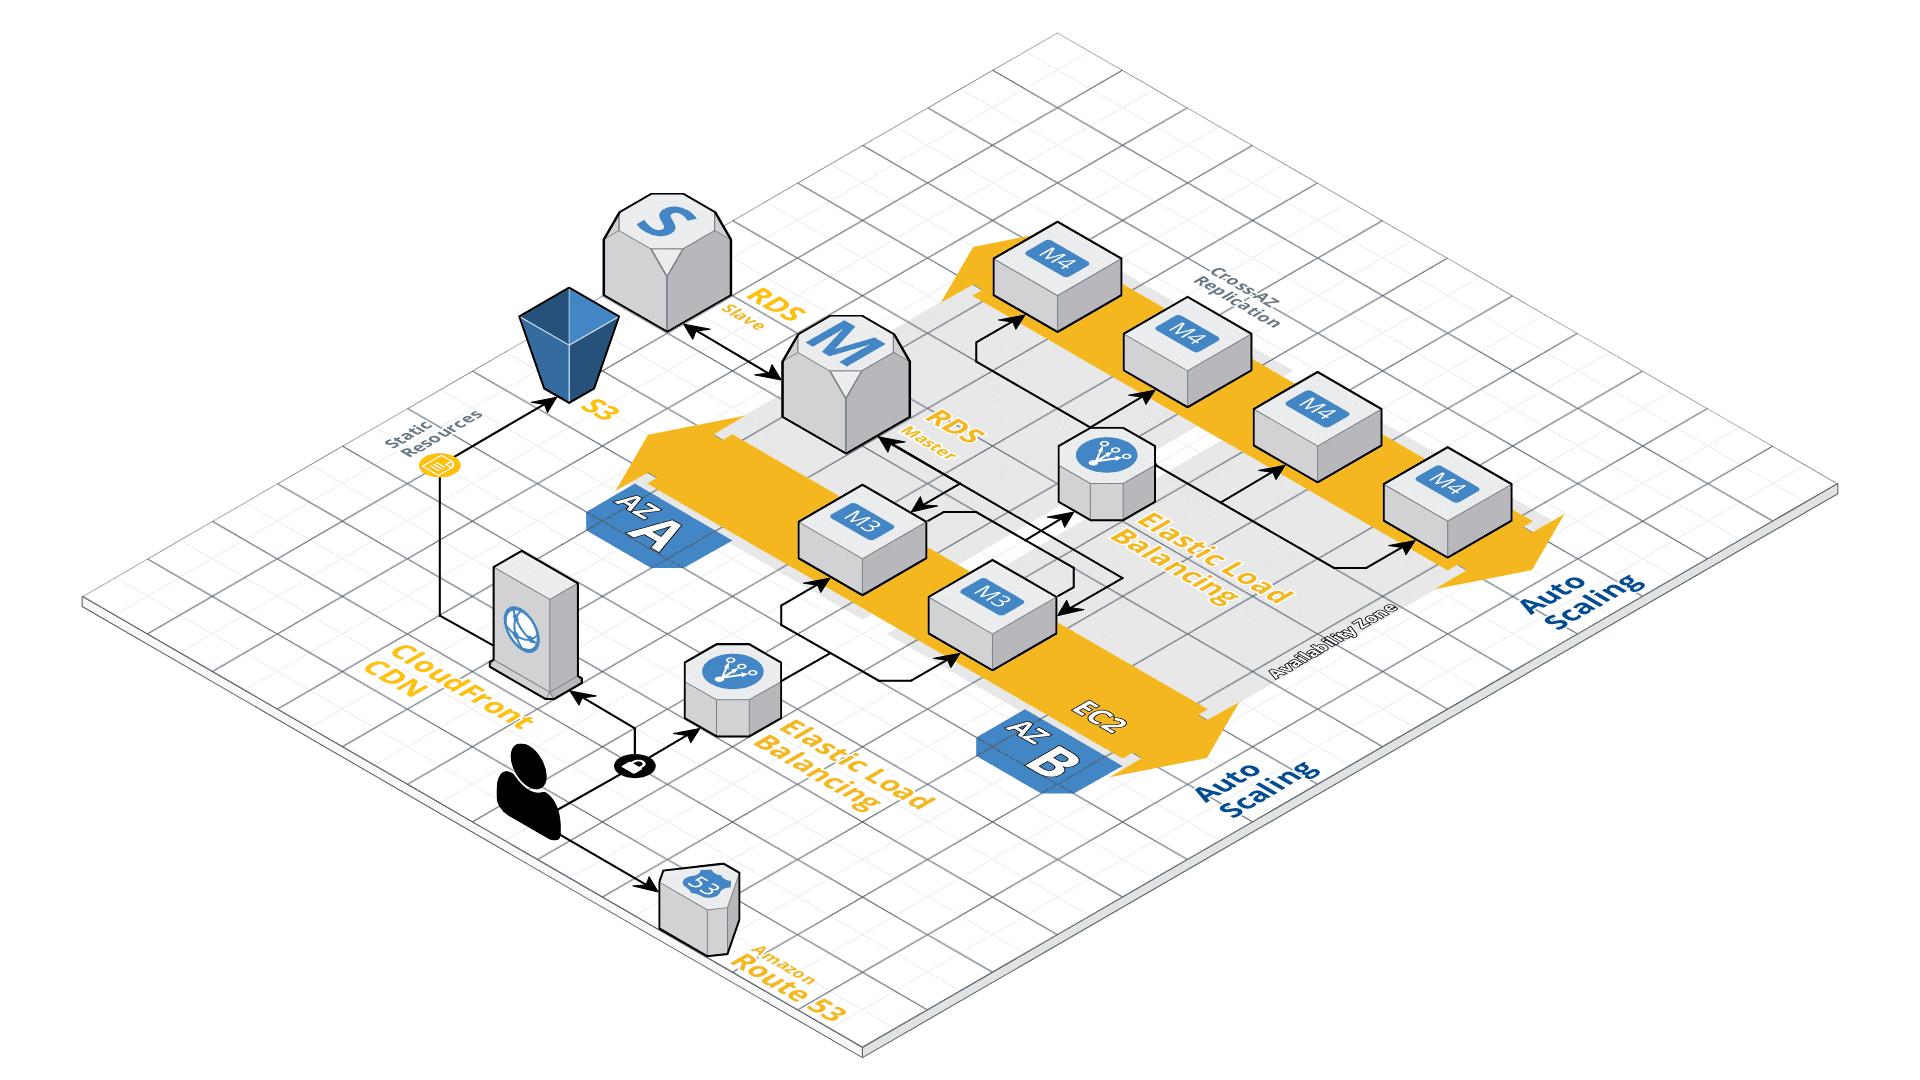 S
RDS
Slave
M
RDS
Master
S3
Static
Resources
Cross-AZ
Replication
M4
M4
M4
M4
M3
M3
AZ A
AZ B
EC2
Elastic Load
Balancing
Availability Zone
Auto
Scaling
Auto
Scaling
CloudFront
CDN
Elastic Load
Balancing
53
Amazon
Route 53